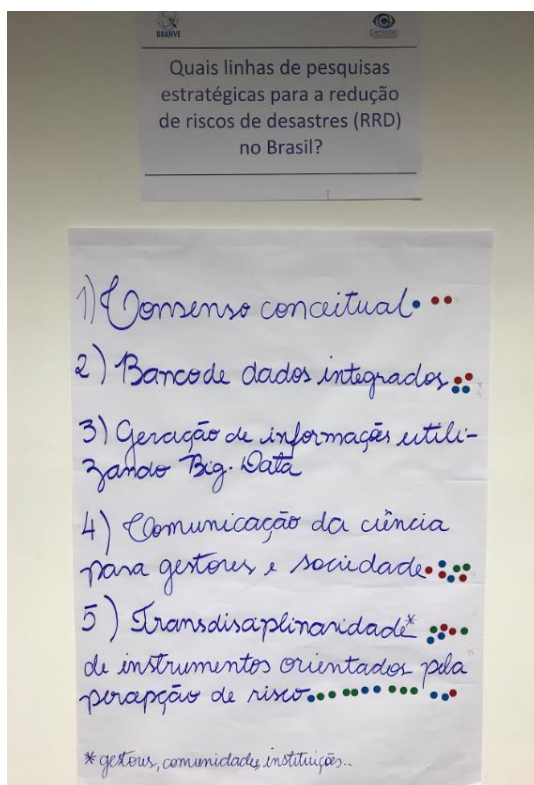 BRADIVE
Cemaden
Quais linhas de pesquisas
estratégicas para a redução
de riscos de desastres (RRD)
no Brasil?
1) Consenso conceitual
2) Banco de dados integrados
3) Geração de informações utili-
zando Big. Data
4) Comunicação da ciência
para gestores e sociedade
5) Transdisciplinaridade*
de instrumentos orientados pela
percepção de risco
* gestores, comunidades, instituições...